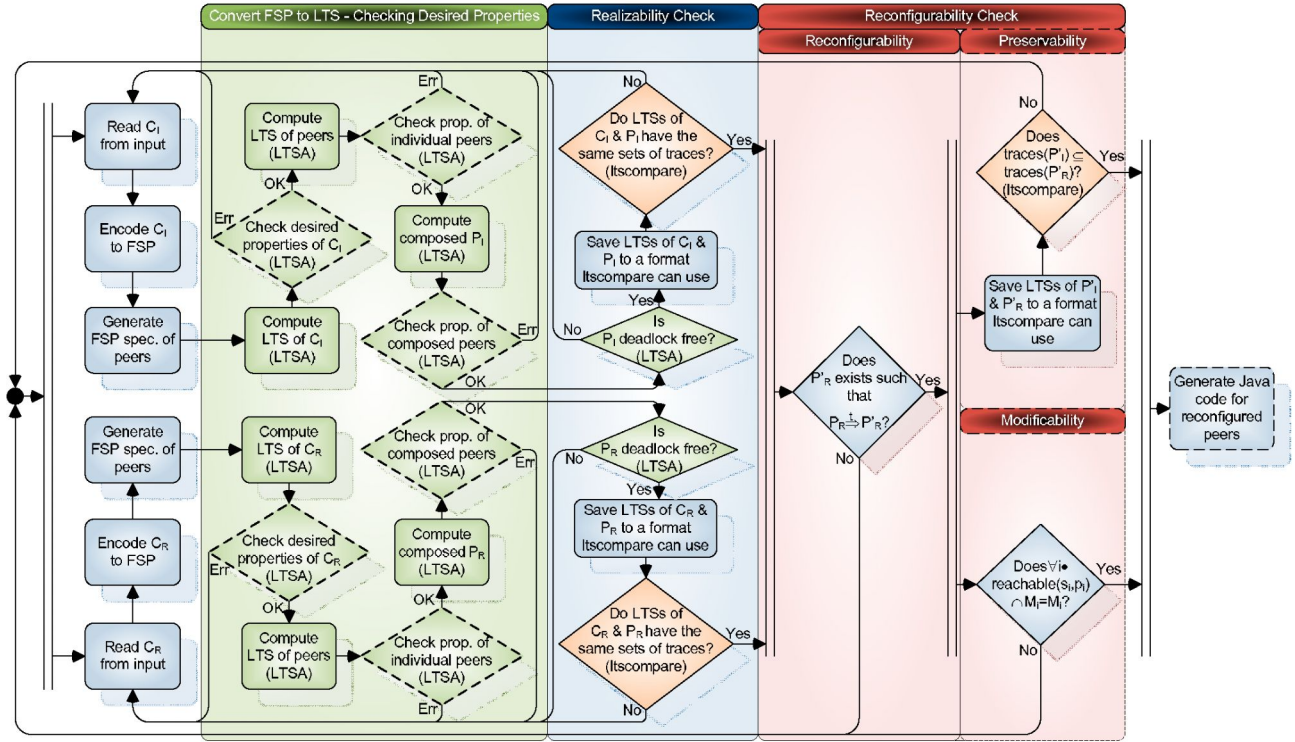 Convert FSP to LTS - Checking Desired Properties
Realizability Check
Reconfigurability Check
Reconfigurability
Preservability
Read C_I
from input
Encode C_I
to FSP
Generate
FSP spec. of
peers
Compute
LTS of peers
(LTSA)
OK
Err
Check desired
properties of C_I
(LTSA)
Compute
LTS of C_I
(LTSA)
Err
Check prop. of
individual peers
(LTSA)
OK
Compute
composed P_I
(LTSA)
Check prop. of
composed peers
(LTSA)
Err
OK
No
Do LTSs of
C_I & P_I have the
same sets of traces?
(ltscompare)
Yes
Save LTSs of C_I &
P_I to a format
ltscompare can use
Yes
No
Is
P_I deadlock free?
(LTSA)
Does
P'_R exists such
that
P_R ⇒^t P'_R?
Yes
No
No
Does
traces(P'_I) ⊆
traces(P'_R)?
(ltscompare)
Yes
Save LTSs of P'_I
& P'_R to a format
ltscompare can
use
Modificability
Does ∀i•
reachable(s_i,p_i)
∩ M_i=M_i?
Yes
No
Generate Java
code for
reconfigured
peers
Generate
FSP spec. of
peers
Encode C_R
to FSP
Read C_R
from input
Compute
LTS of C_R
(LTSA)
Check desired
properties of C_R
(LTSA)
Err
OK
Compute
LTS of peers
(LTSA)
OK
Check prop. of
composed peers
(LTSA)
Err
Compute
composed P_R
(LTSA)
OK
Check prop. of
individual peers
(LTSA)
Err
Is
P_R deadlock free?
(LTSA)
No
Yes
Save LTSs of C_R &
P_R to a format
ltscompare can use
Do LTSs of
C_R & P_R have the
same sets of traces?
(ltscompare)
Yes
No